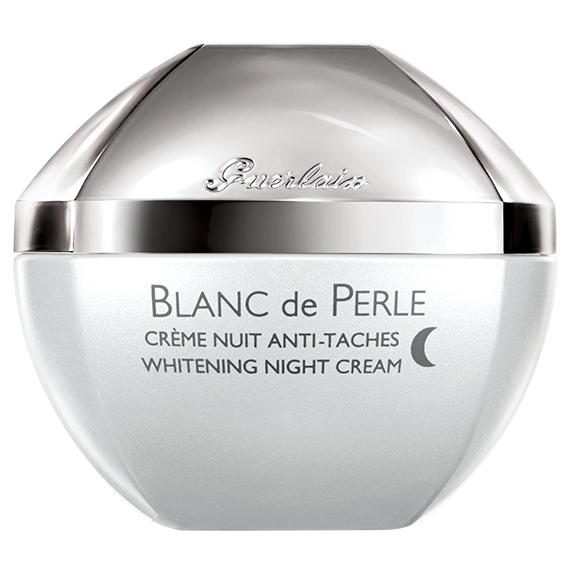 Guerlain
BLANC de PERLE
CRÈME NUIT ANTI-TACHES
WHITENING NIGHT CREAM